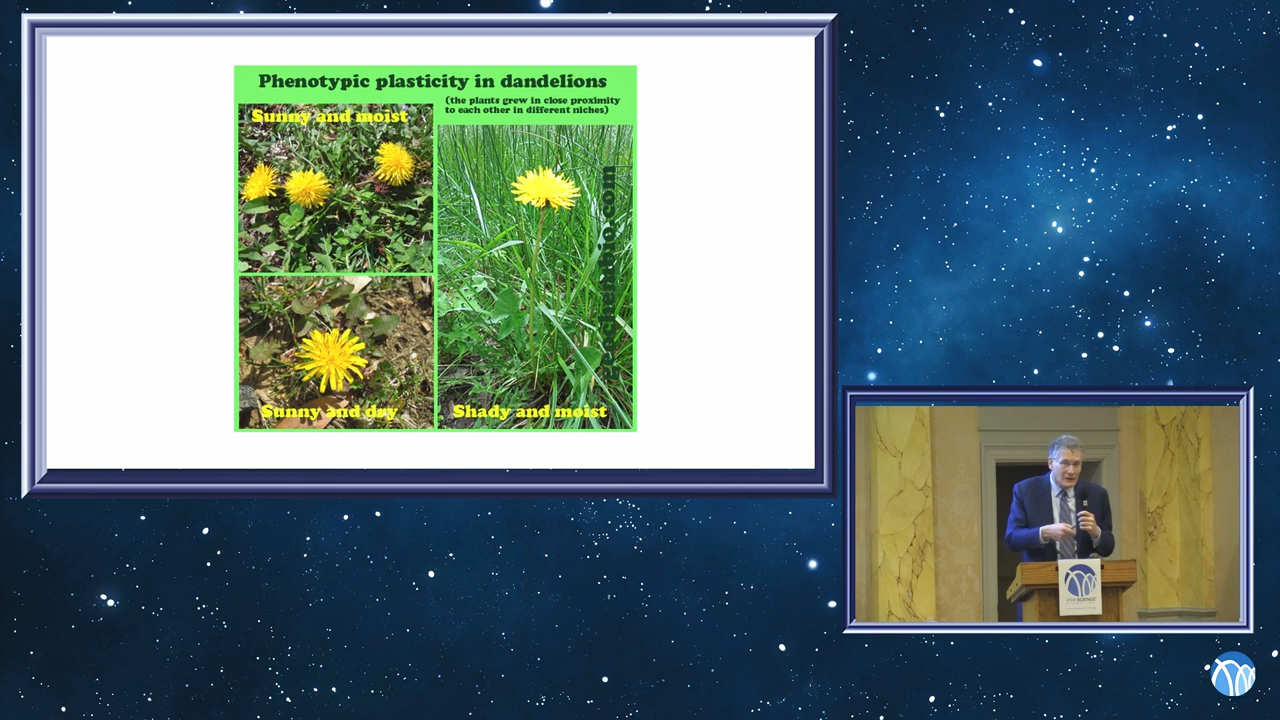 Phenotypic plasticity in dandelions
(the plants grew in close proximity
to each other in different niches)
Sunny and moist
Sunny and dry
Shady and moist